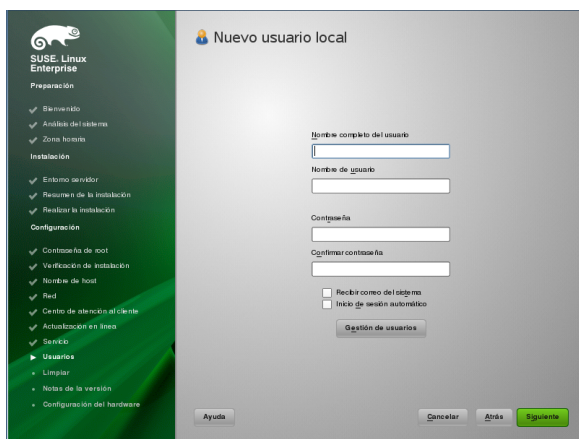 SUSE. Linux
Enterprise
Preparación
Bienvenido
Análisis del sistema
Zona horaria
Instalación
Entorno servidor
Resumen de la instalación
Realizar la instalación
Configuración
Contraseña de root
Verificación de instalación
Nombre de host
Red
Centro de atención al cliente
Actualización en línea
Servicio
Usuarios
Limpiar
Notas de la versión
Configuración del hardware
Nuevo usuario local
Nombre completo del usuario
Nombre de usuario
Contraseña
Confirmar contraseña
Recibir correo del sistema
Inicio de sesión automático
Gestión de usuarios
Ayuda
Cancelar
Atrás
Siguiente